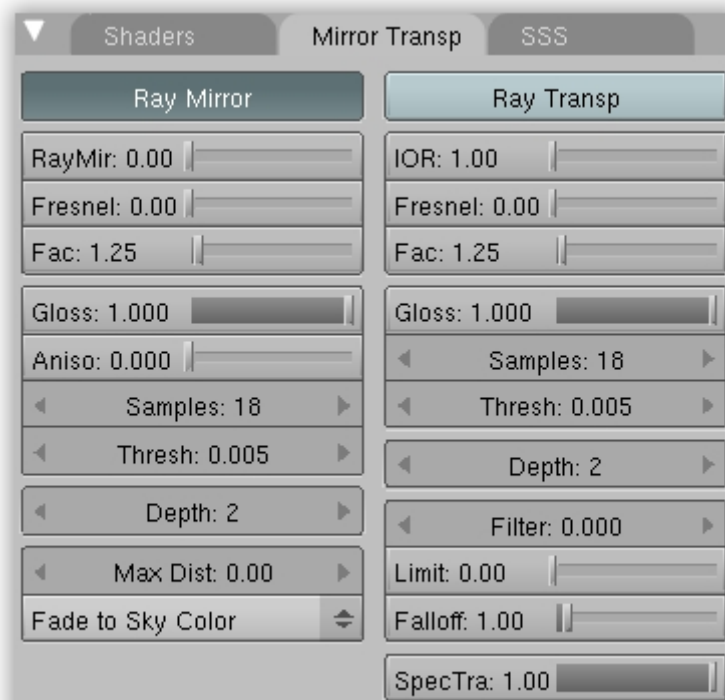 Shaders
Mirror Transp
SSS
Ray Mirror
RayMir: 0.00
Fresnel: 0.00
Fac: 1.25
Gloss: 1.000
Aniso: 0.000
Samples: 18
Thresh: 0.005
Depth: 2
Max Dist: 0.00
Fade to Sky Color
Ray Transp
IOR: 1.00
Fresnel: 0.00
Fac: 1.25
Gloss: 1.000
Samples: 18
Thresh: 0.005
Depth: 2
Filter: 0.000
Limit: 0.00
Falloff: 1.00
SpecTra: 1.00